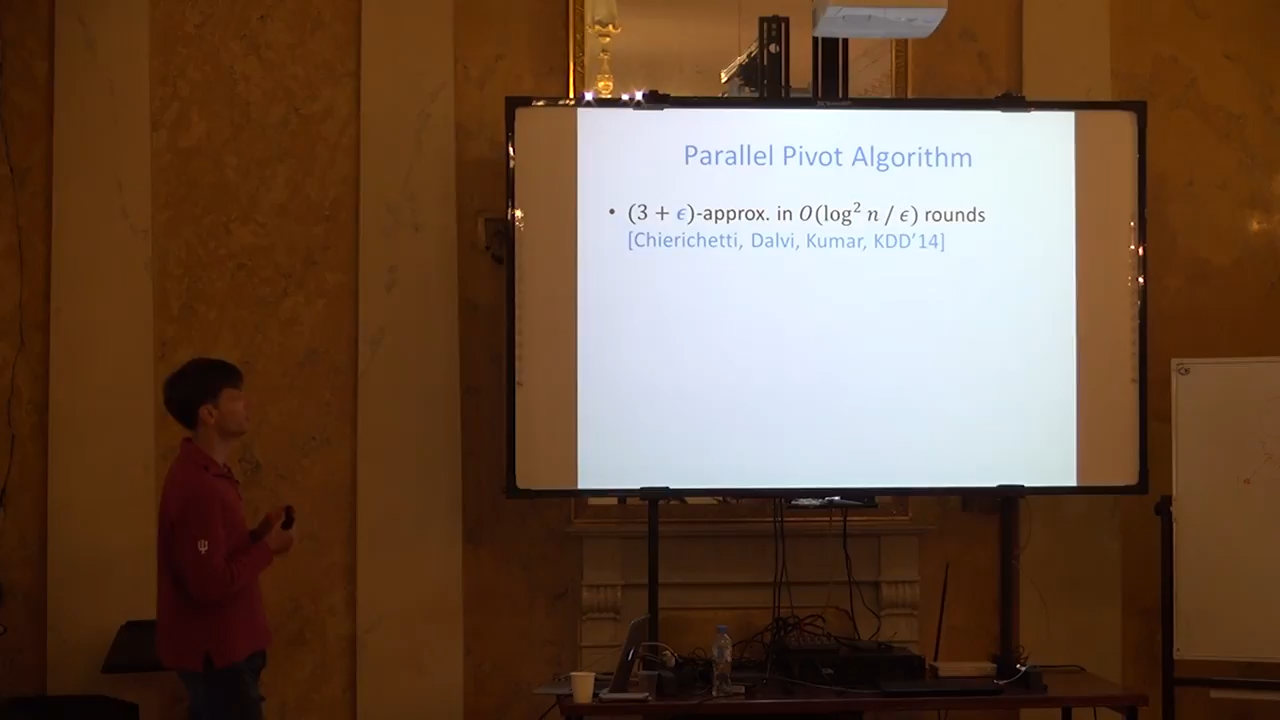 Parallel Pivot Algorithm
• (3 + ϵ)-approx. in O(log² n / ϵ) rounds
[Chierichetti, Dalvi, Kumar, KDD'14]